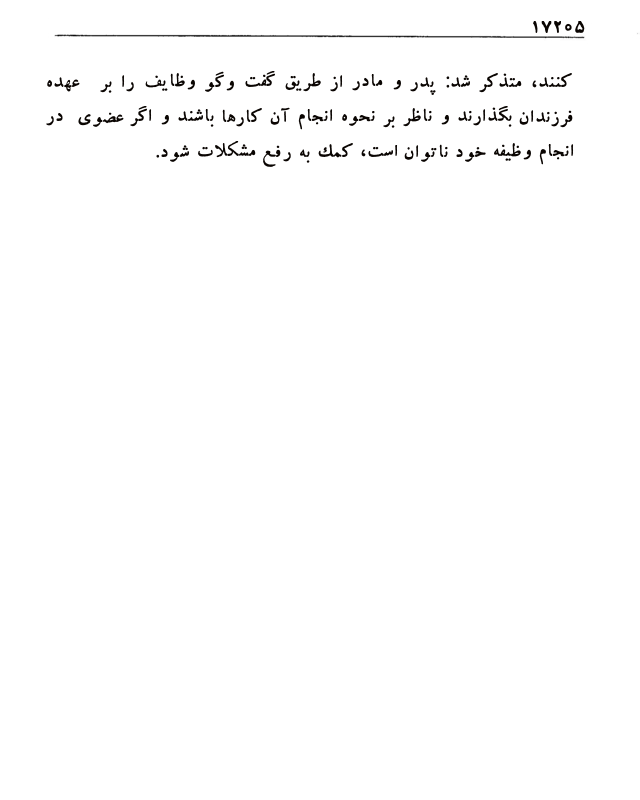 ۱۷۲۰۵
کنند، متذکر شد: پدر و مادر از طریق گفت وگو وظایف را بر عهده
فرزندان بگذارند و ناظر بر نحوه انجام آن کارها باشند و اگر عضوی در
انجام وظیفه خود ناتوان است، کمك به رفع مشکلات شود.